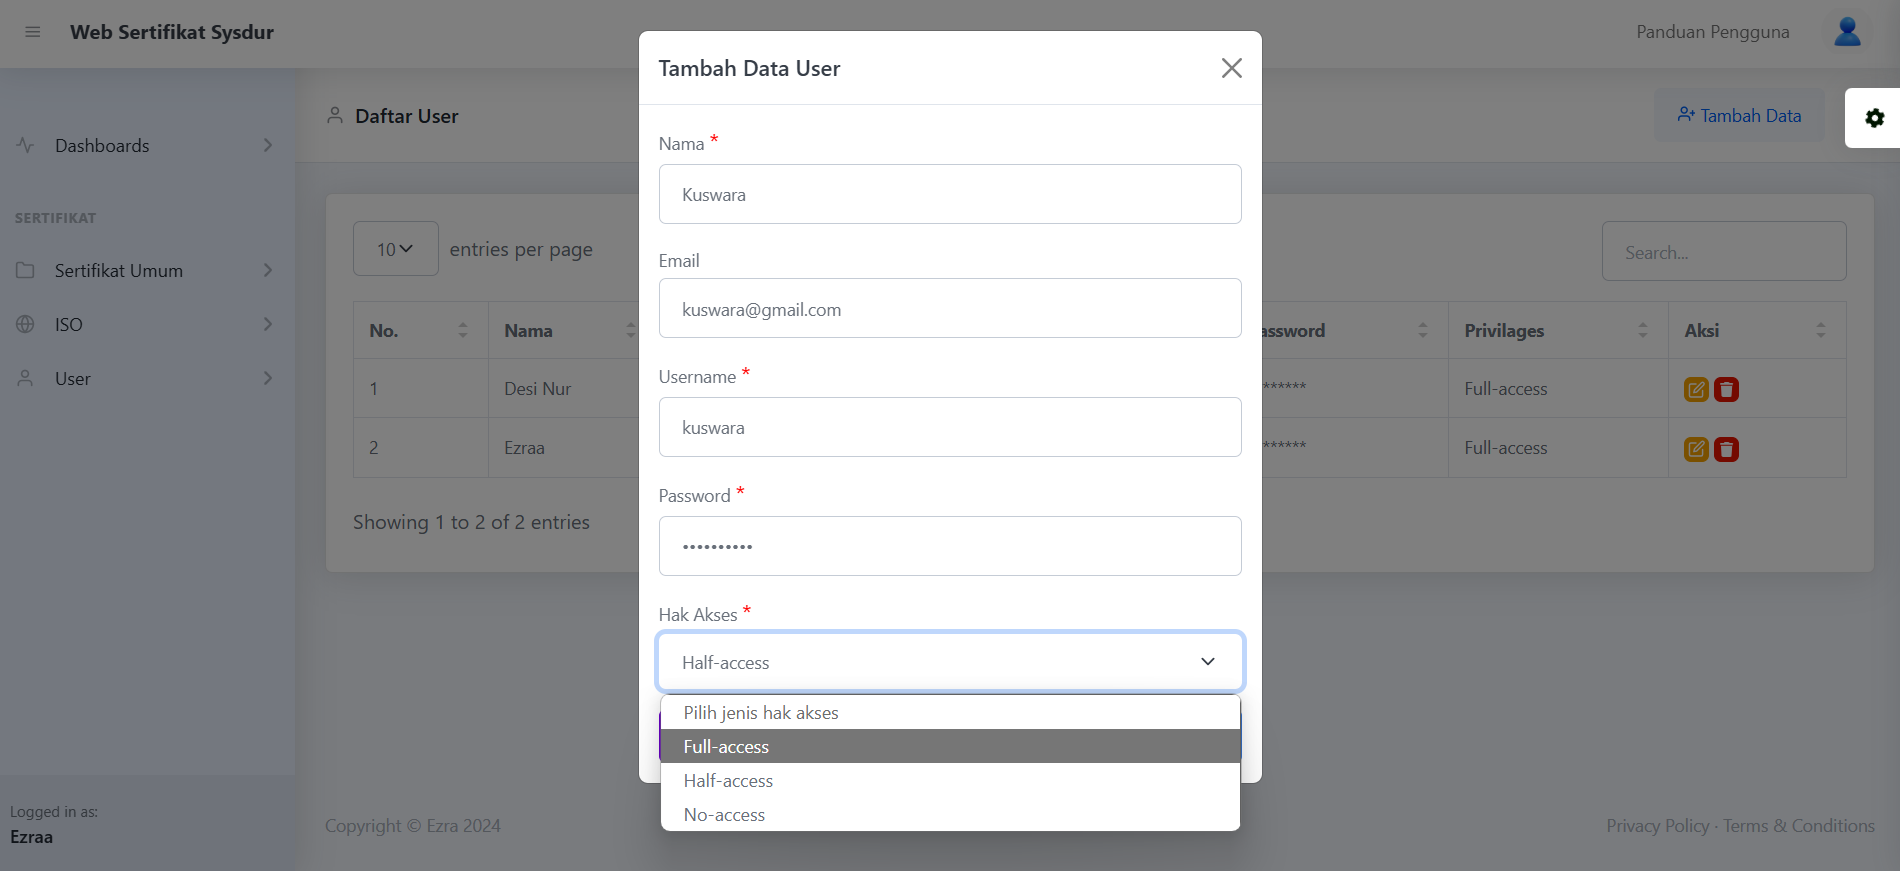 Web Sertifikat Sysdur
Panduan Pengguna
Dashboards
SERTIFIKAT
Sertifikat Umum
ISO
User
Logged in as:
Ezraa
Daftar User
Tambah Data
10 entries per page
Search...
No. Nama assword Privilages Aksi
1 Desi Nur ****** Full-access
2 Ezraa ****** Full-access
Showing 1 to 2 of 2 entries
Tambah Data User
Nama *
Kuswara
Email
kuswara@gmail.com
Username *
kuswara
Password *
••••••••••
Hak Akses *
Half-access
Pilih jenis hak akses
Full-access
Half-access
No-access
Copyright © Ezra 2024
Privacy Policy · Terms & Conditions